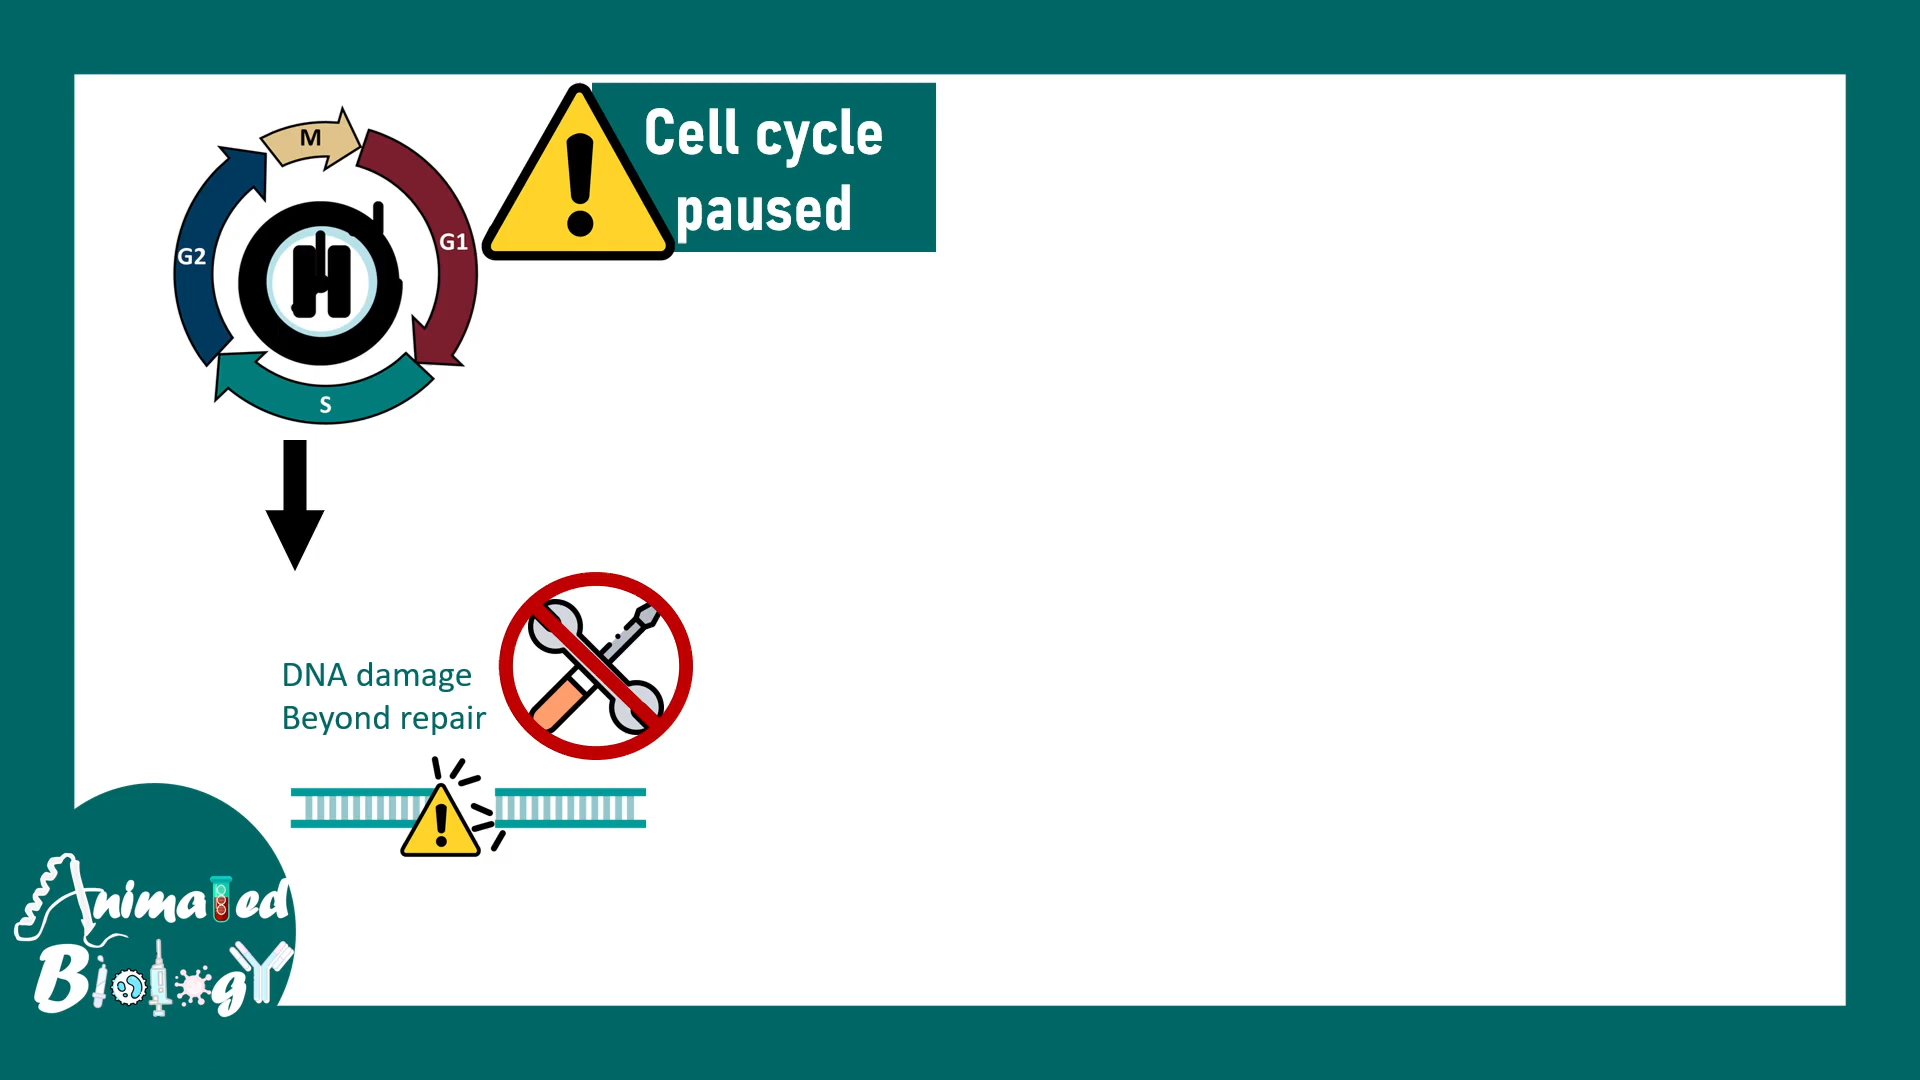 M
Cell cycle
paused
G1
G2
S
DNA damage
Beyond repair
Animated
Biology